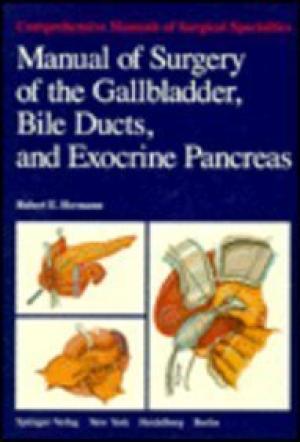 Comprehensive Manuals of Surgical Specialties
Manual of Surgery
of the Gallbladder,
Bile Ducts,
and Exocrine Pancreas
Robert E. Hermann
Springer-Verlag New York Heidelberg Berlin